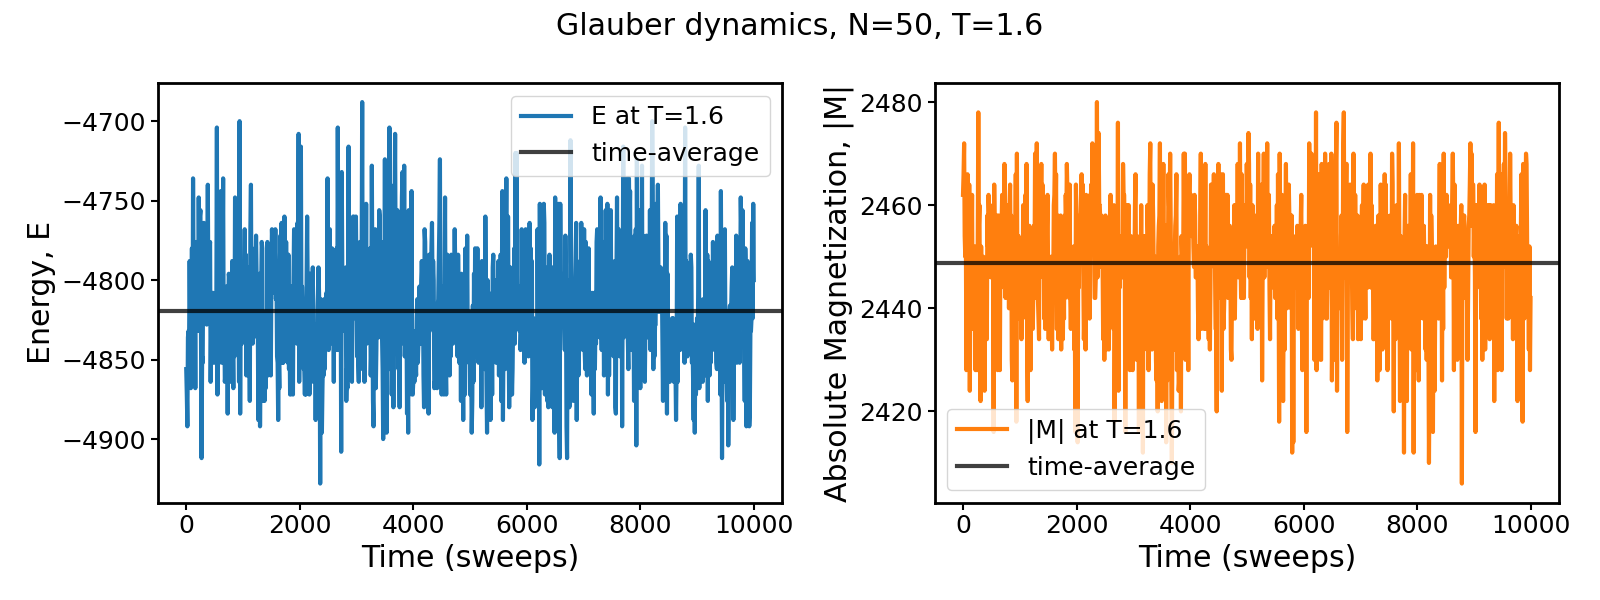 Glauber dynamics, N=50, T=1.6
Energy, E
−4700
−4750
−4800
−4850
−4900
E at T=1.6
time-average
0 2000 4000 6000 8000 10000
Time (sweeps)
Absolute Magnetization, |M|
2480
2460
2440
2420
|M| at T=1.6
time-average
0 2000 4000 6000 8000 10000
Time (sweeps)